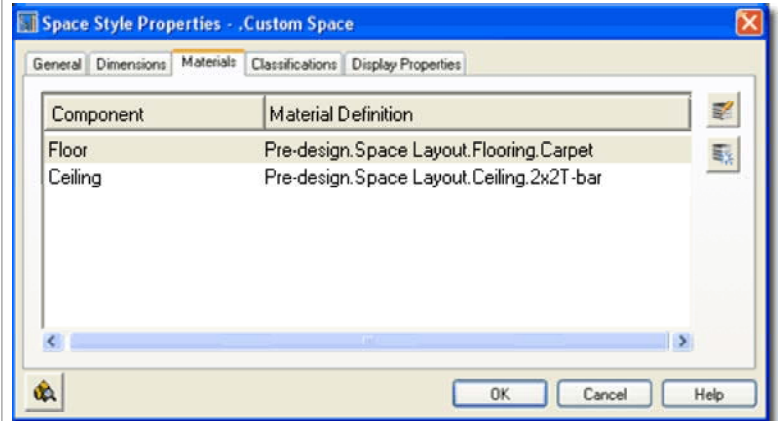 Space Style Properties - .Custom Space
General Dimensions Materials Classifications Display Properties
Component Material Definition
Floor Pre-design.Space Layout.Flooring.Carpet
Ceiling Pre-design.Space Layout.Ceiling.2x2T-bar
OK Cancel Help